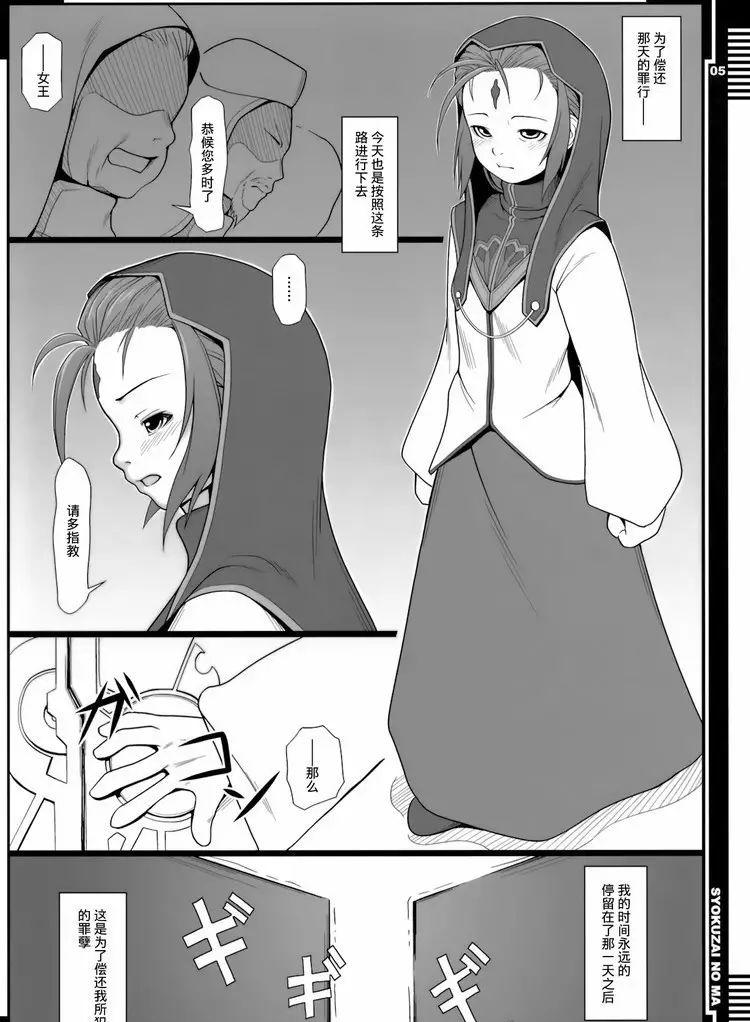 05
为了偿还
那天的罪行——
今天也是按照这条
路进行下去
——女王
恭候您多时了
……
请多指教
——那么
我的时间永远的
停留在了那一天之后
这是为了偿还我所犯
的罪孽
ギギ
ギギ
SYOKUZAI NO MA